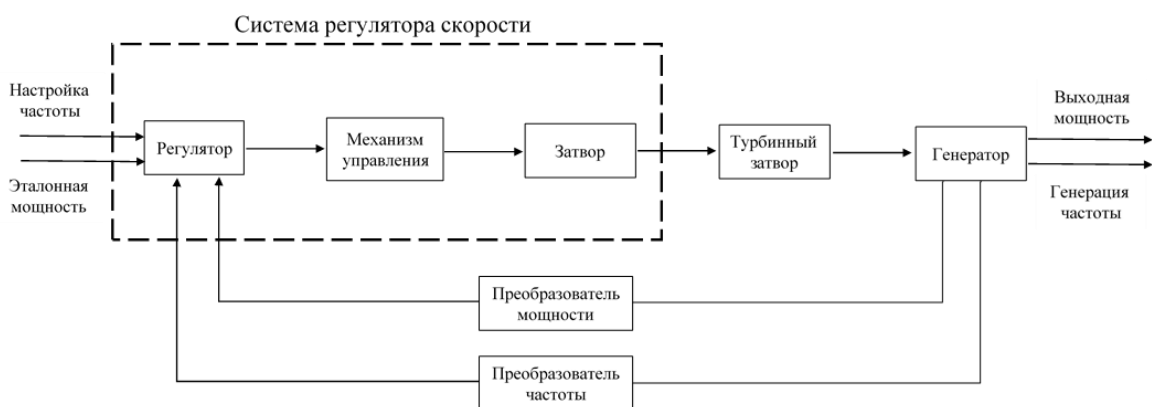 Система регулятора скорости
Настройка
частоты
Эталонная
мощность
Регулятор
Механизм
управления
Затвор
Турбинный
затвор
Генератор
Выходная
мощность
Генерация
частоты
Преобразователь
мощности
Преобразователь
частоты